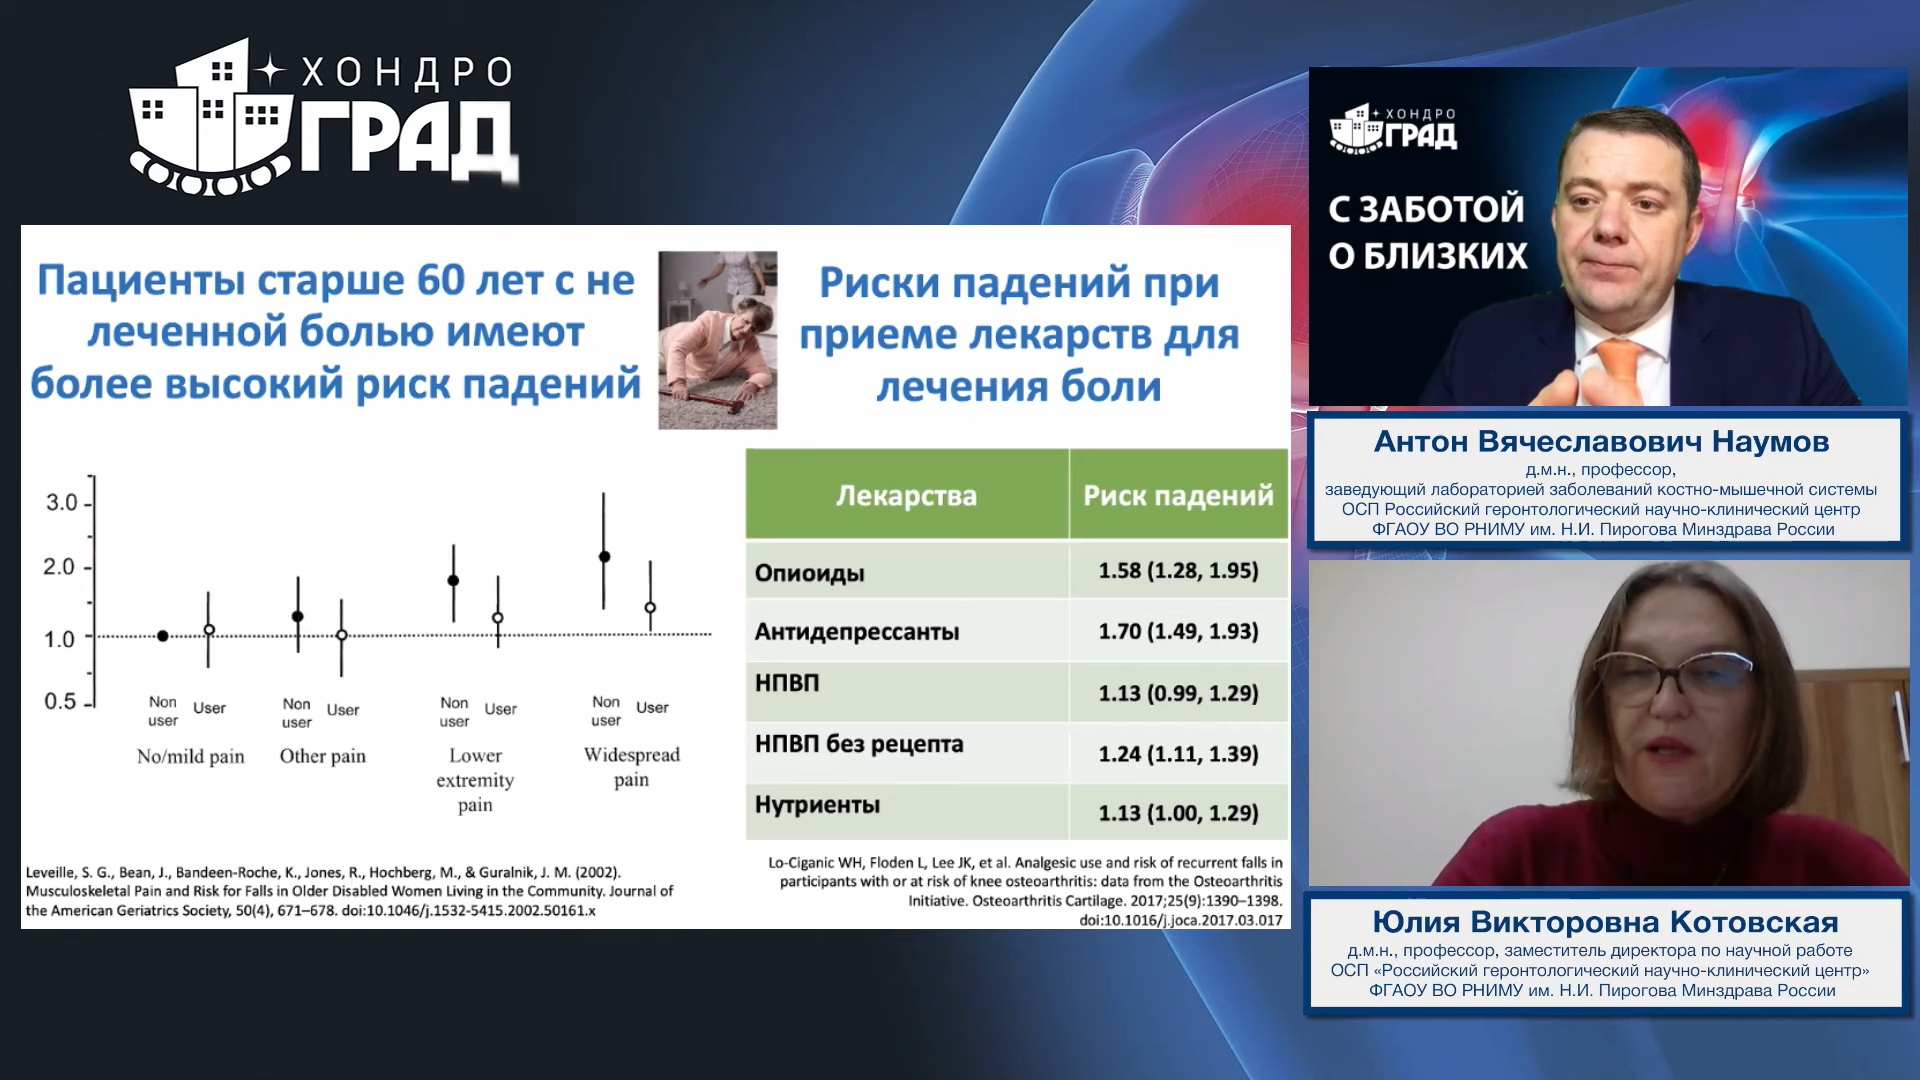 ХОНДРО
ГРАД
Пациенты старше 60 лет с не
леченной болью имеют
более высокий риск падений
Риски падений при
приеме лекарств для
лечения боли
3.0
2.0
1.0
0.5
Non user
User
Non user
User
Non user
User
Non user
User
No/mild pain
Other pain
Lower
extremity
pain
Widespread
pain
Лекарства Риск падений
Опиоиды 1.58 (1.28, 1.95)
Антидепрессанты 1.70 (1.49, 1.93)
НПВП 1.13 (0.99, 1.29)
НПВП без рецепта 1.24 (1.11, 1.39)
Нутриенты 1.13 (1.00, 1.29)
Leveille, S. G., Bean, J., Bandeen-Roche, K., Jones, R., Hochberg, M., & Guralnik, J. M. (2002).
Musculoskeletal Pain and Risk for Falls in Older Disabled Women Living in the Community. Journal of
the American Geriatrics Society, 50(4), 671–678. doi:10.1046/j.1532-5415.2002.50161.x
Lo-Ciganic WH, Floden L, Lee JK, et al. Analgesic use and risk of recurrent falls in
participants with or at risk of knee osteoarthritis: data from the Osteoarthritis
Initiative. Osteoarthritis Cartilage. 2017;25(9):1390–1398.
doi:10.1016/j.joca.2017.03.017
ХОНДРО
ГРАД
С ЗАБОТОЙ
О БЛИЗКИХ
Антон Вячеславович Наумов
д.м.н., профессор,
заведующий лабораторией заболеваний костно-мышечной системы
ОСП Российский геронтологический научно-клинический центр
ФГАОУ ВО РНИМУ им. Н.И. Пирогова Минздрава России
Юлия Викторовна Котовская
д.м.н., профессор, заместитель директора по научной работе
ОСП «Российский геронтологический научно-клинический центр»
ФГАОУ ВО РНИМУ им. Н.И. Пирогова Минздрава России